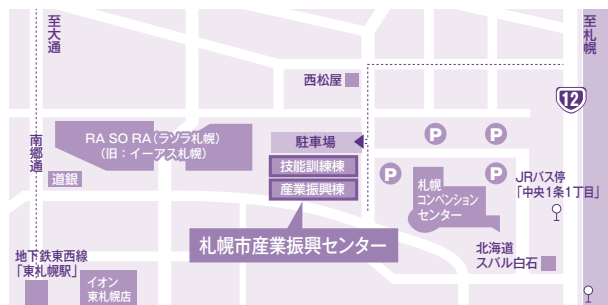 至大通
至札幌
西松屋
12
RA SO RA(ラソラ札幌)
(旧:イーアス札幌)
駐車場
P
P
南郷通
道銀
技能訓練棟
産業振興棟
P
P
札幌
コンベンション
センター
JRバス停
「中央1条1丁目」
札幌市産業振興センター
地下鉄東西線
「東札幌駅」
イオン
東札幌店
北海道
スバル白石